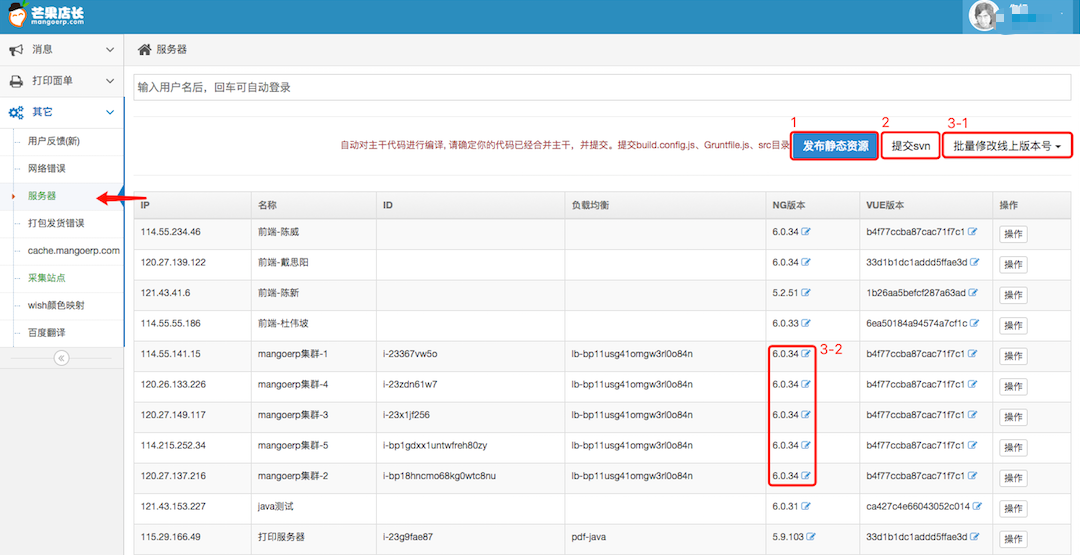 芒果店长
mangoerp.com
消息
服务器
打印面单
输入用户名后，回车可自动登录
其它
用户反馈(新)
网络错误
服务器
打包发货错误
cache.mangoerp.com
采集站点
wish颜色映射
百度翻译
1
2
3-1
自动对主干代码进行编译, 请确定你的代码已经合并主干，并提交。提交build.config.js、Gruntfile.js、src目录
发布静态资源
提交svn
批量修改线上版本号
IP 名称 ID 负载均衡 NG版本 VUE版本 操作
114.55.234.46 前端-陈威 6.0.34 b4f77ccba87cac71f7c1 操作
120.27.139.122 前端-戴思阳 6.0.34 33d1b1dc1addd5ffae3d 操作
121.43.41.6 前端-陈新 5.2.51 1b26aa5befcf287a63ad 操作
114.55.55.186 前端-杜伟坡 6.0.33 6ea50184a94574a7cf1c 操作
114.55.141.15 mangoerp集群-1 i-23367vw5o lb-bp11usg41omgw3rl0o84n 6.0.34 b4f77ccba87cac71f7c1 操作
3-2
120.26.133.226 mangoerp集群-4 i-23zdn61w7 lb-bp11usg41omgw3rl0o84n 6.0.34 b4f77ccba87cac71f7c1 操作
120.27.149.117 mangoerp集群-3 i-23x1jf256 lb-bp11usg41omgw3rl0o84n 6.0.34 b4f77ccba87cac71f7c1 操作
114.215.252.34 mangoerp集群-5 i-bp1gdxx1untwfreh80zy lb-bp11usg41omgw3rl0o84n 6.0.34 b4f77ccba87cac71f7c1 操作
120.27.137.216 mangoerp集群-2 i-bp18hncmo68kg0wtc8nu lb-bp11usg41omgw3rl0o84n 6.0.34 b4f77ccba87cac71f7c1 操作
121.43.153.227 java测试 6.0.31 ca427c4e66043052c014 操作
115.29.166.49 打印服务器 i-23g9fae87 pdf-java 5.9.103 33d1b1dc1addd5ffae3d 操作